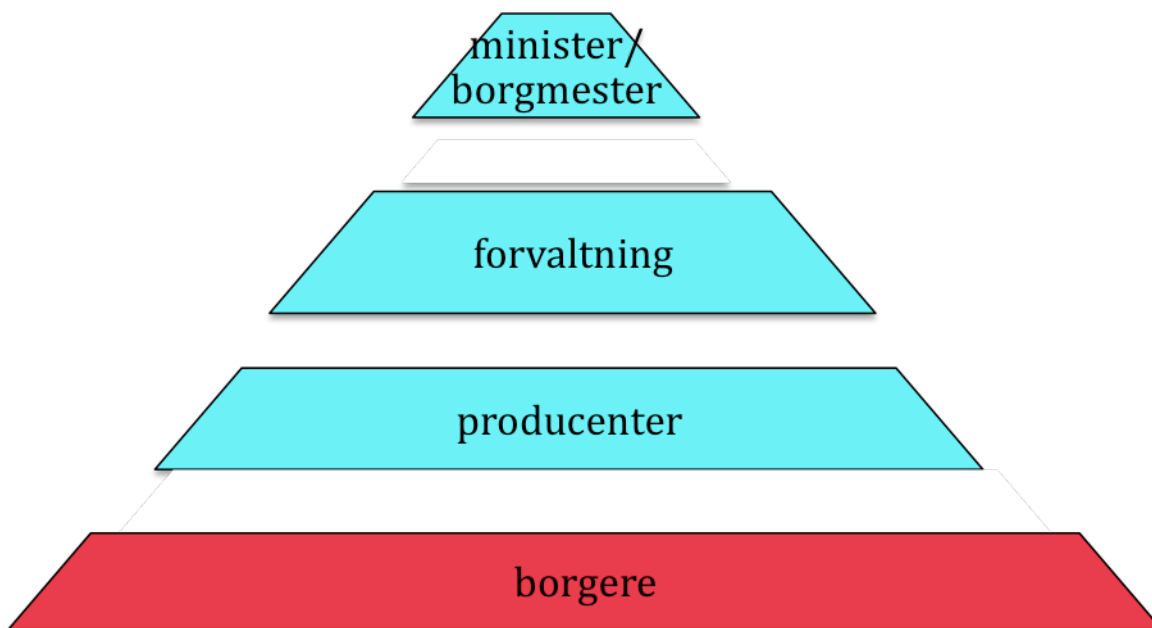 minister/
borgmester
forvaltning
producenter
borgere